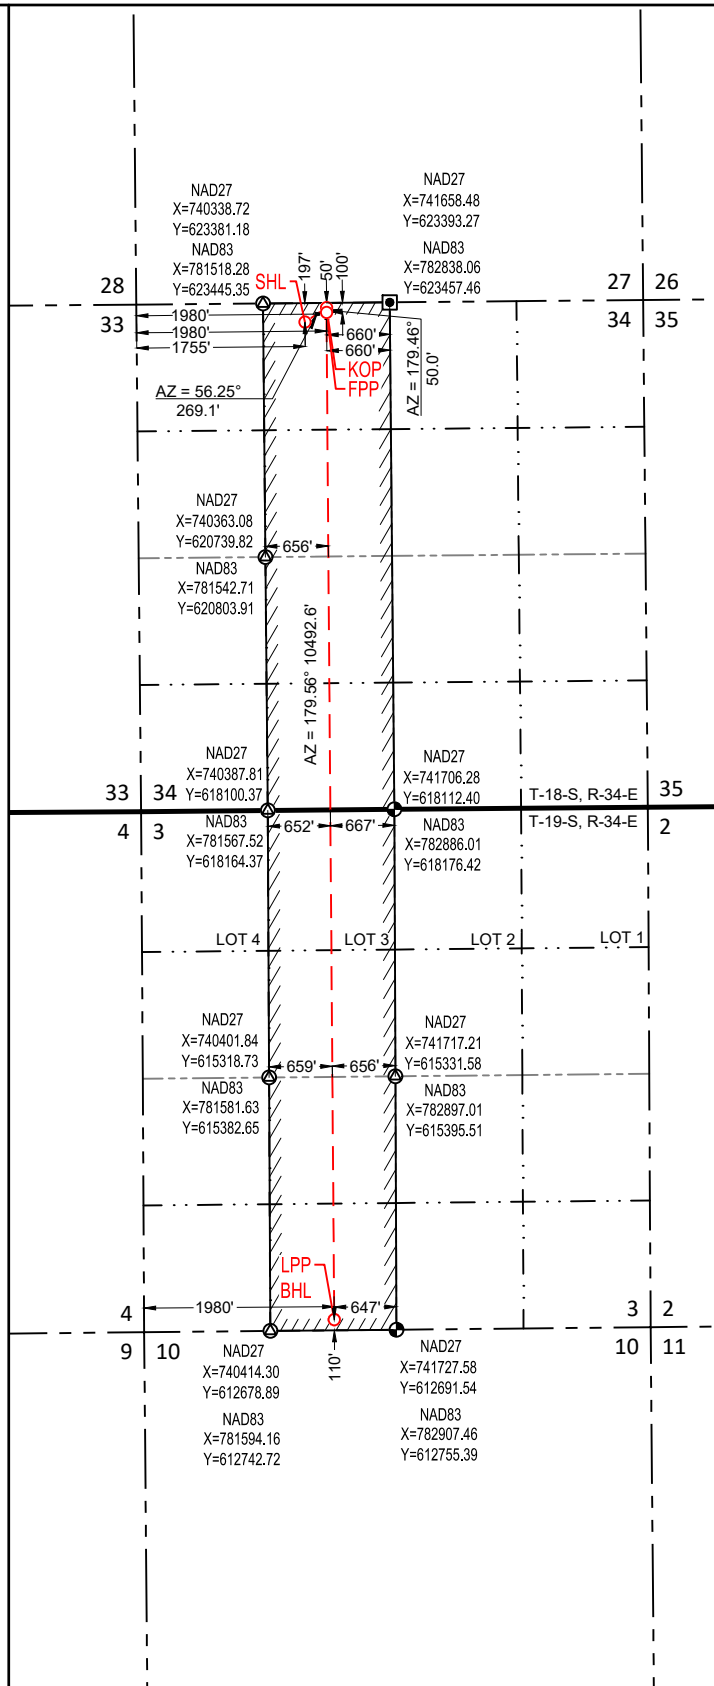 NAD27
X=740338.72
Y=623381.18
NAD83
X=781518.28
Y=623445.35
NAD27
X=741658.48
Y=623393.27
NAD83
X=782838.06
Y=623457.46
28
33
27
26
34
35
SHL
197'
50'
100'
1980'
1980'
1755'
660'
660'
KOP
FPP
AZ = 56.25°
269.1'
AZ = 179.46°
50.0'
NAD27
X=740363.08
Y=620739.82
NAD83
X=781542.71
Y=620803.91
656'
AZ = 179.56° 10492.6'
NAD27
X=740387.81
Y=618100.37
NAD83
X=781567.52
Y=618164.37
NAD27
X=741706.28
Y=618112.40
NAD83
X=782886.01
Y=618176.42
33
34
4
3
652'
667'
T-18-S, R-34-E
T-19-S, R-34-E
35
2
LOT 4
LOT 3
LOT 2
LOT 1
NAD27
X=740401.84
Y=615318.73
NAD83
X=781581.63
Y=615382.65
659'
656'
NAD27
X=741717.21
Y=615331.58
NAD83
X=782897.01
Y=615395.51
LPP
BHL
1980'
647'
110'
4
9
10
3
2
10
11
NAD27
X=740414.30
Y=612678.89
NAD83
X=781594.16
Y=612742.72
NAD27
X=741727.58
Y=612691.54
NAD83
X=782907.46
Y=612755.39